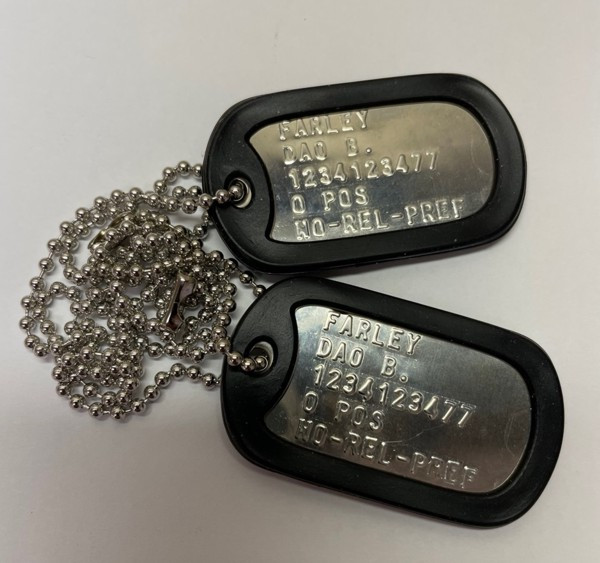 FARLEY
DAO B.
1234123477
O POS
NO-REL-PREF
FARLEY
DAO B.
1234123477
O POS
NO-REL-PREF